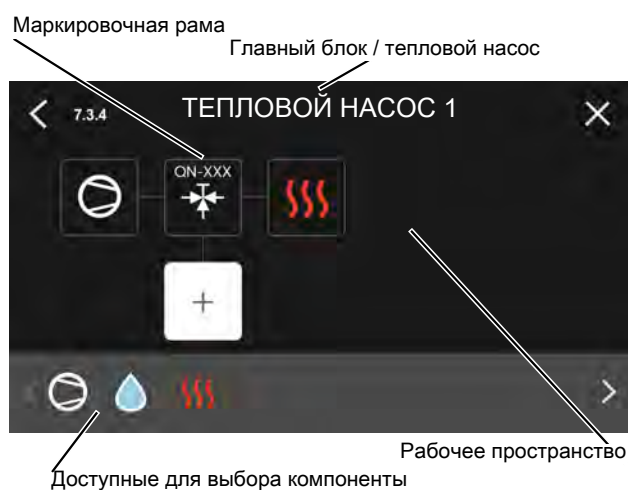 Маркировочная рама
Главный блок / тепловой насос
7.3.4
ТЕПЛОВОЙ НАСОС 1
QN-XXX
Рабочее пространство
Доступные для выбора компоненты